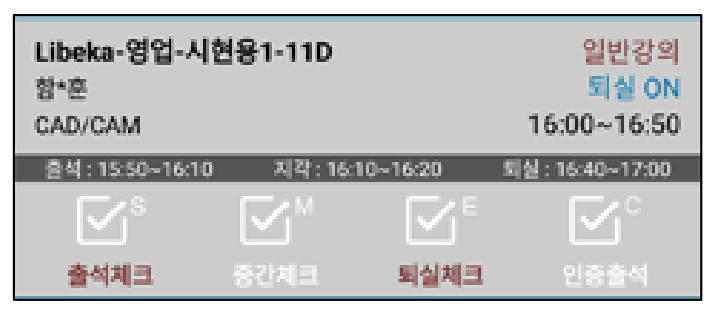 Libeka-영업-시현용1-11D 일반강의
함*훈 퇴실 ON
CAD/CAM 16:00~16:50
출석 : 15:50~16:10 지각 : 16:10~16:20 퇴실 : 16:40~17:00
S M E C
출석체크 중간체크 퇴실체크 인증출석